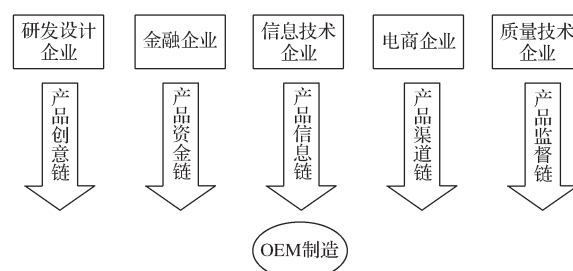 研发设计
企业
金融企业
信息技术
企业
电商企业
质量技术
企业
产品创意链
产品资金链
产品信息链
产品渠道链
产品监督链
OEM制造